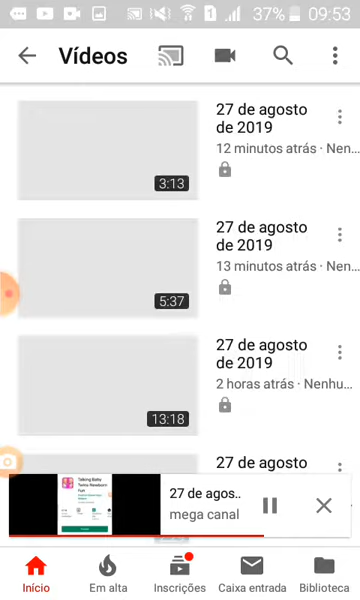 37% 09:53
Vídeos
27 de agosto
de 2019
12 minutos atrás · Nen...
3:13
27 de agosto
de 2019
13 minutos atrás · Nen...
5:37
27 de agosto
de 2019
2 horas atrás · Nenhu...
13:18
27 de agosto
Talking Baby
Twins Newborn
Fun
27 de agos..
mega canal
Início
Em alta
Inscrições
Caixa entrada
Biblioteca